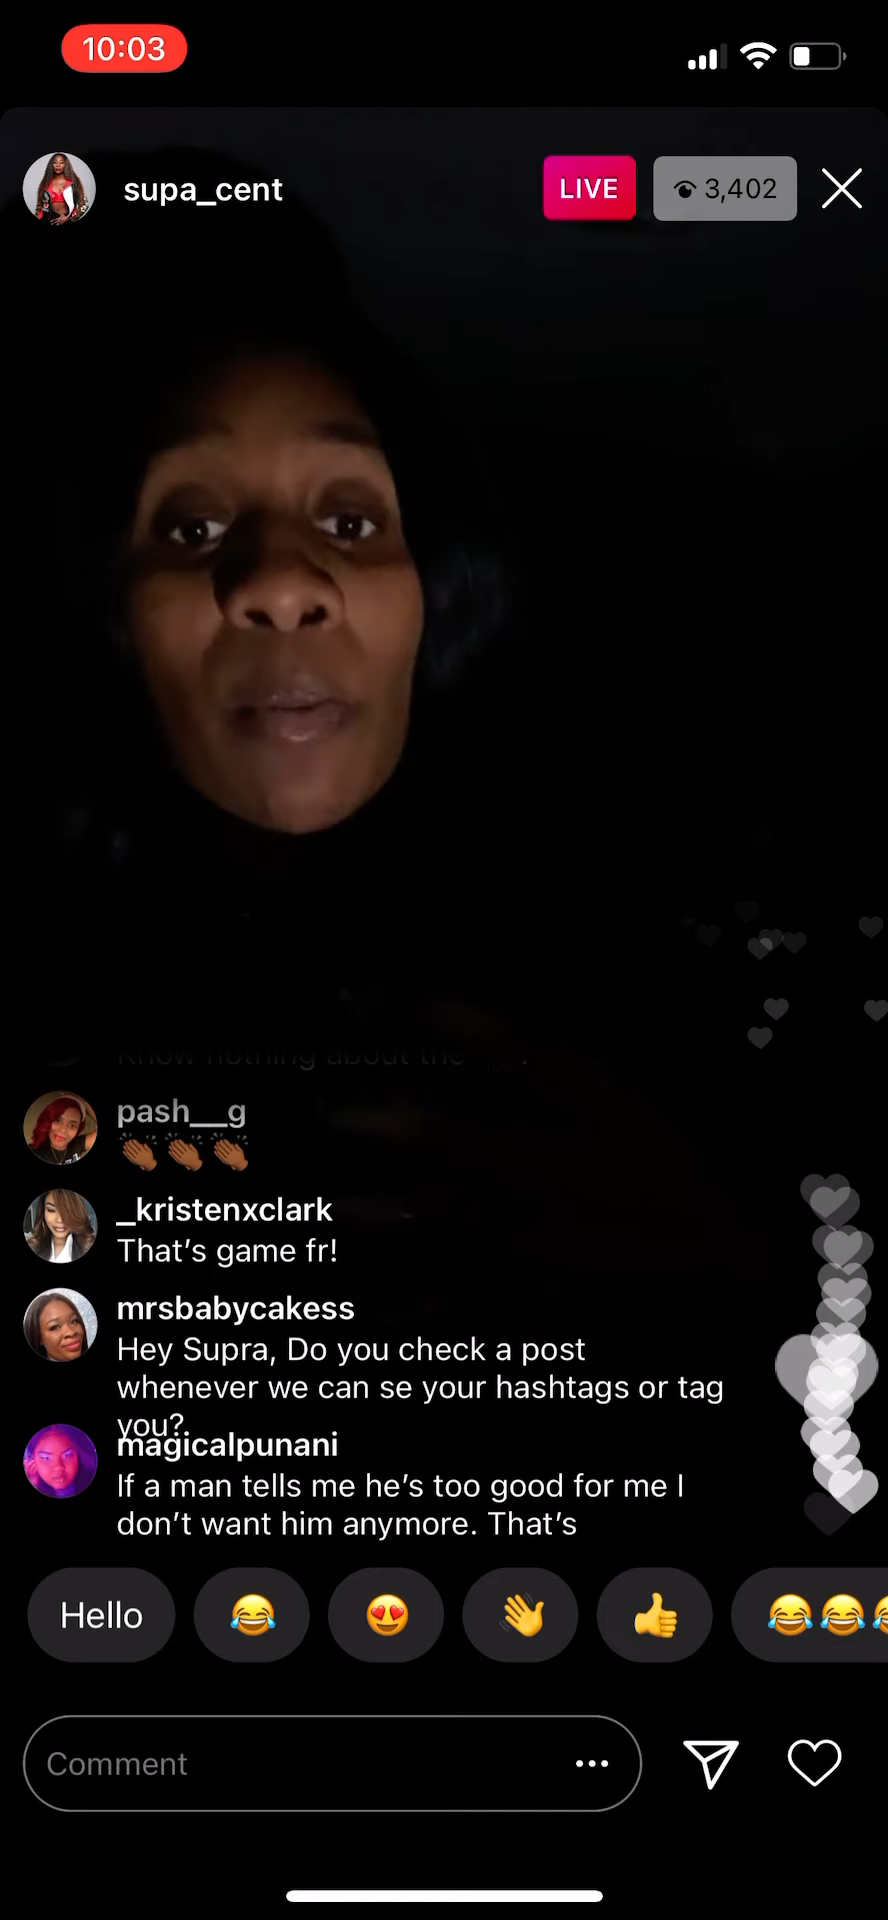 10:03
supa_cent
LIVE
3,402
Know nothing about the
pash__g
👏🏾👏🏾👏🏾
_kristenxclark
That's game fr!
mrsbabycakess
Hey Supra, Do you check a post
whenever we can se your hashtags or tag
you?
magicalpunani
If a man tells me he's too good for me I
don't want him anymore. That's
Hello
😂
😍
👋
👍
😂😂
Comment